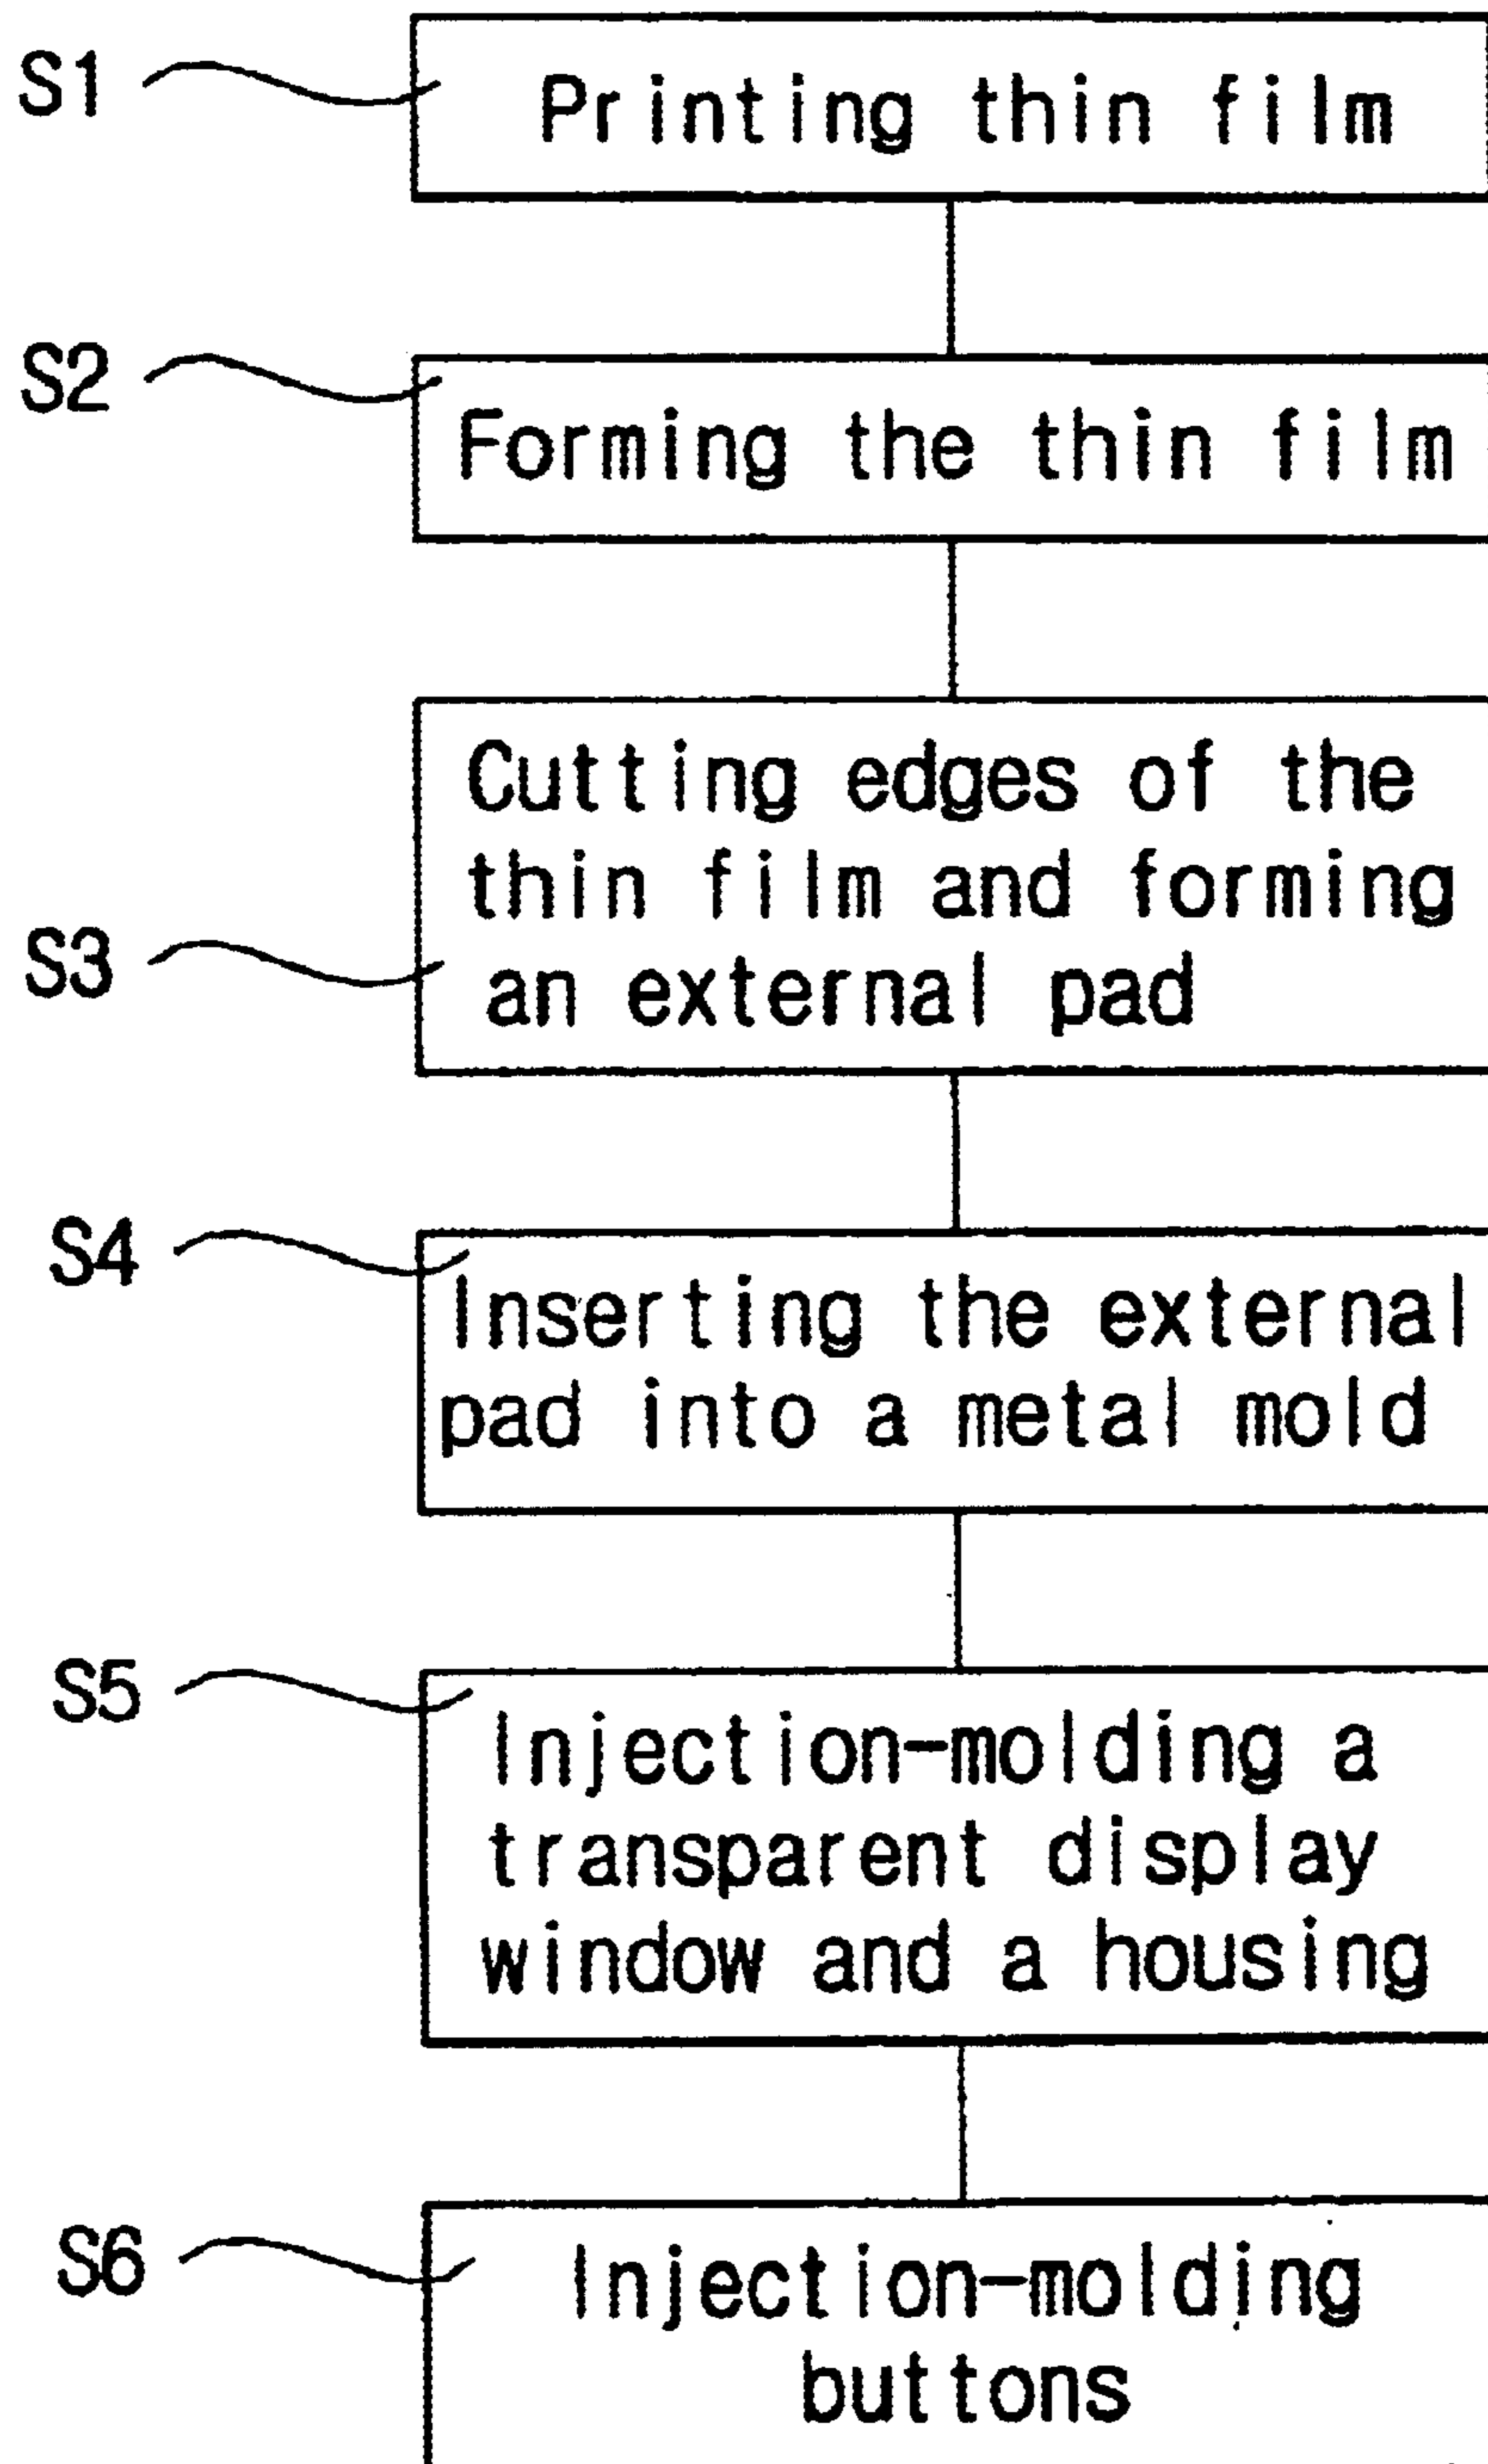 S1
Printing thin film
S2
Forming the thin film
Cutting edges of the
thin film and forming
S3
an external pad
S4
Inserting the external
pad into a metal mold
S5
Injection-molding a
transparent display
window and a housing
S6
Injection-molding
buttons